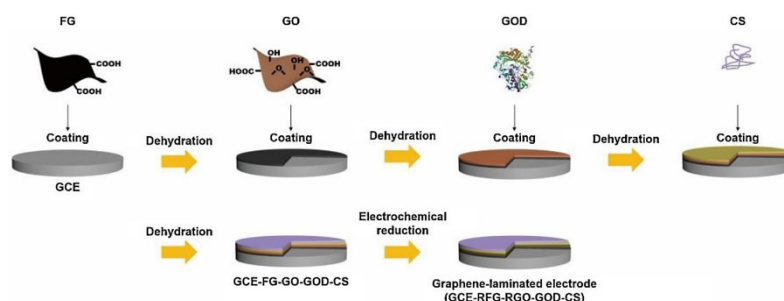 FG
GO
GOD
CS
COOH
COOH
OH
OH
O
O
HOOC
COOH
COOH
Coating
Dehydration
Coating
Dehydration
Coating
Dehydration
Coating
GCE
Dehydration
Electrochemical
reduction
GCE-FG-GO-GOD-CS
Graphene-laminated electrode
(GCE-RFG-RGO-GOD-CS)